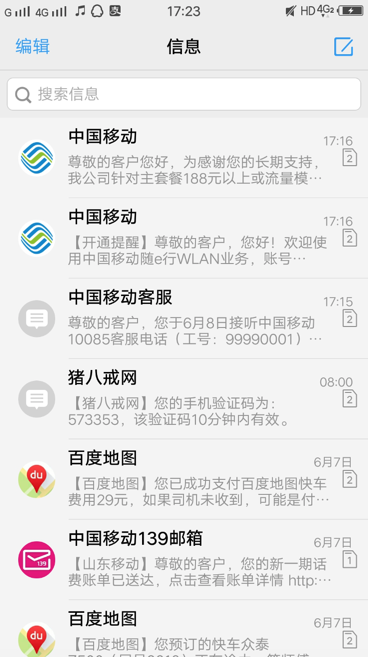 G 4G 17:23 HD 4G2
编辑 信息
搜索信息
中国移动 17:16
尊敬的客户您好，为感谢您的长期支持， 2
我公司针对主套餐188元以上或流量模…
中国移动 17:16
【开通提醒】尊敬的客户，您好！欢迎使 2
用中国移动随e行WLAN业务，账号…
中国移动客服 17:15
尊敬的客户，您于6月8日接听中国移动 2
10085客服电话（工号：99990001）…
猪八戒网 08:00
【猪八戒网】您的手机验证码为： 2
573353，该验证码10分钟内有效。
百度地图 6月7日
【百度地图】您已成功支付百度地图快车 2
费用29元，如果司机未收到，可能是付…
中国移动139邮箱 6月7日
【山东移动】尊敬的客户，您的新一期话 1
费账单已送达，点击查看账单详情 http:…
百度地图 6月7日
【百度地图】您预订的快车众泰 2